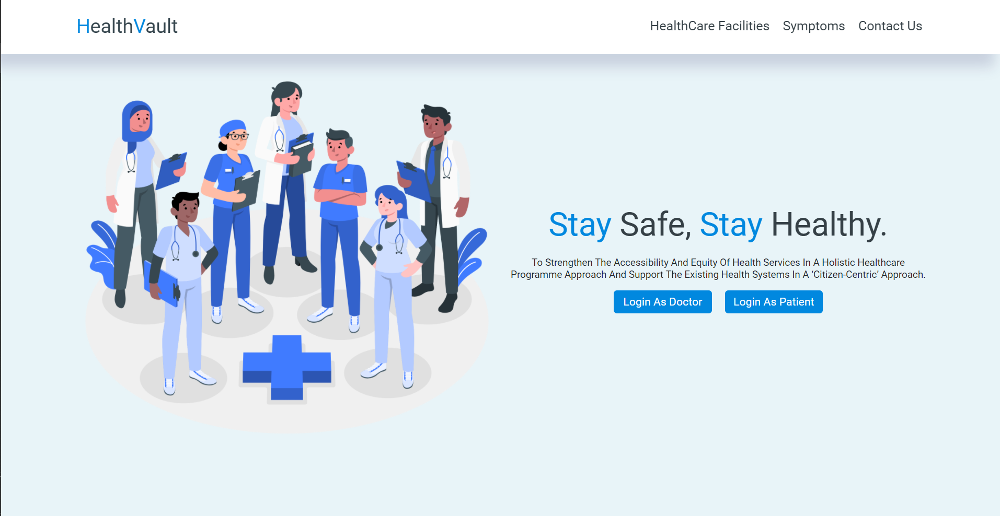 HealthVault
HealthCare Facilities Symptoms Contact Us
Stay Safe, Stay Healthy.
To Strengthen The Accessibility And Equity Of Health Services In A Holistic Healthcare
Programme Approach And Support The Existing Health Systems In A ‘Citizen-Centric’ Approach.
Login As Doctor Login As Patient